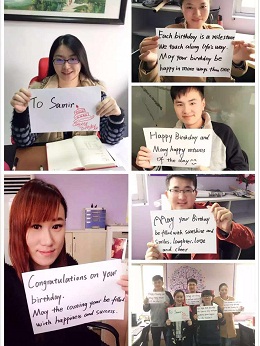 To Samir
Each birthday is a milestone
We touch along life's way.
May your birthday be
happy in more ways than one
Happy Birthday and
Many happy returns
of the day
May your Birthday
be filled with sunshine and
smiles, laughter, love
and cheer
Congratulations on your
birthday.
May the coming year be filled
with happiness and success.